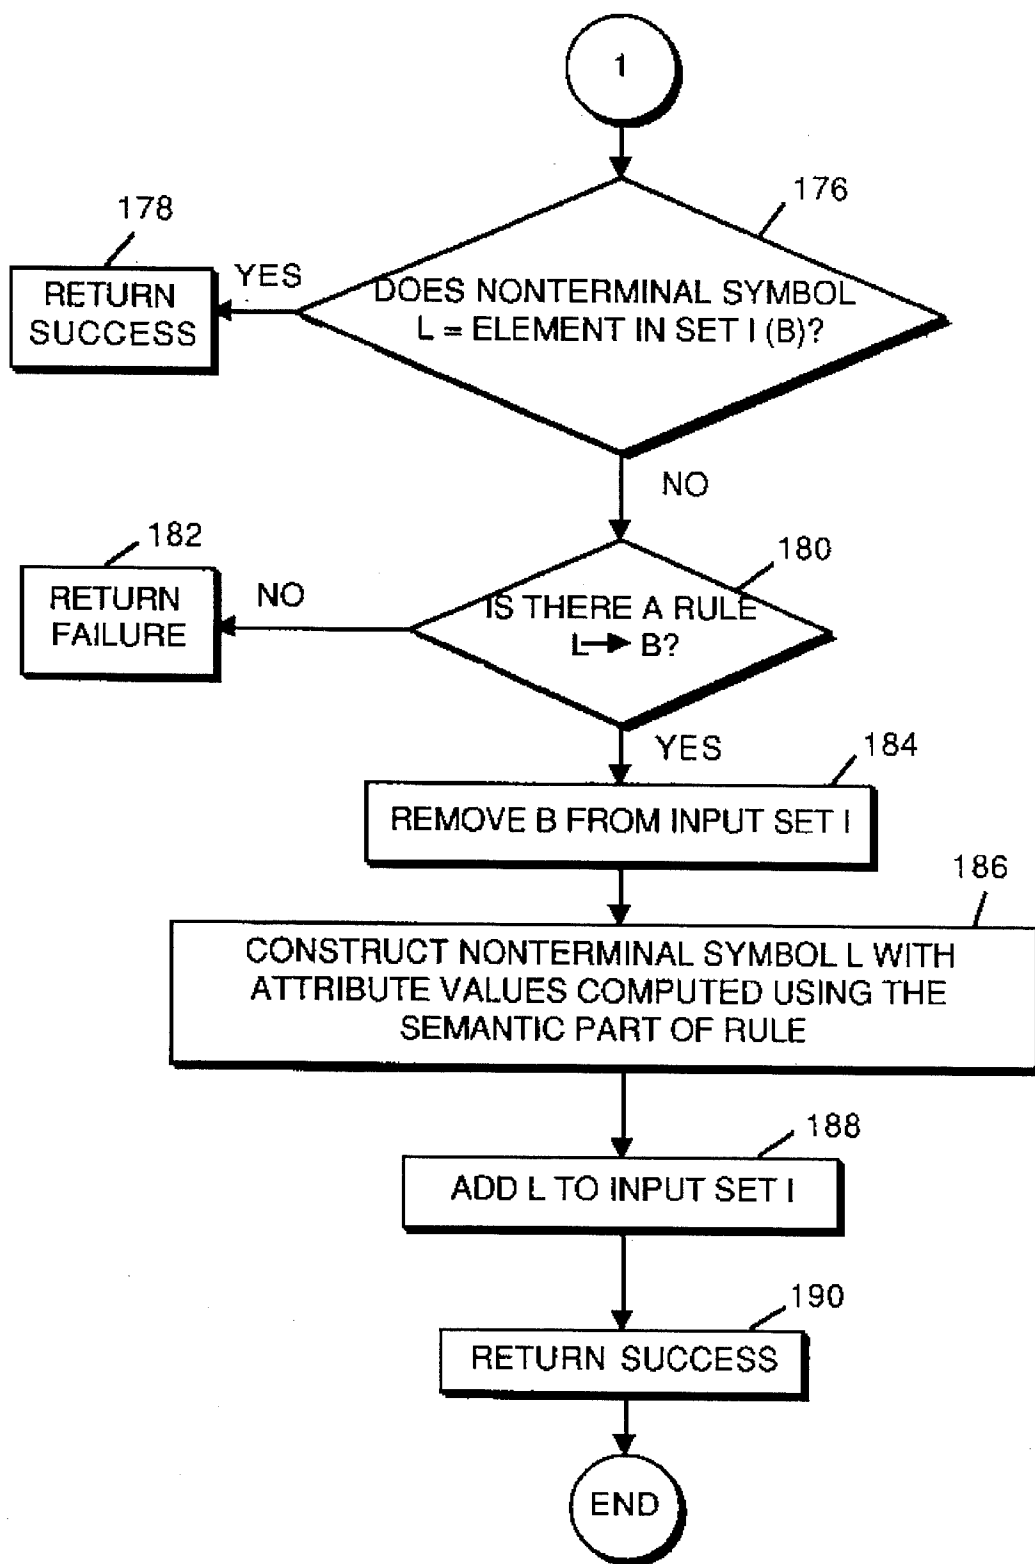 1
176
DOES NONTERMINAL SYMBOL
L = ELEMENT IN SET I (B)?
178
YES
RETURN
SUCCESS
NO
180
IS THERE A RULE
L → B?
182
NO
RETURN
FAILURE
YES
184
REMOVE B FROM INPUT SET I
186
CONSTRUCT NONTERMINAL SYMBOL L WITH
ATTRIBUTE VALUES COMPUTED USING THE
SEMANTIC PART OF RULE
188
ADD L TO INPUT SET I
190
RETURN SUCCESS
END